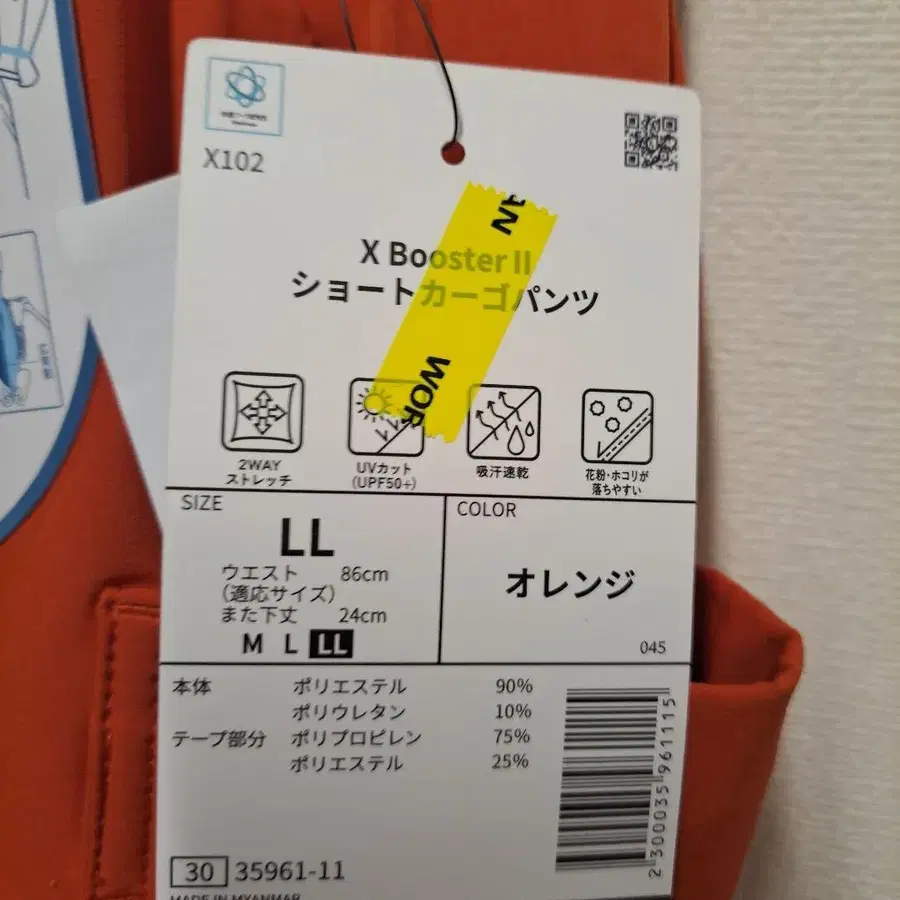 X102
AN
X Booster II
ショートカーゴパンツ
WOR
2WAY
ストレッチ
UVカット
(UPF50+)
吸汗速乾
花粉・ホコリが
落ちやすい
SIZE
LL
ウエスト 86cm
(適応サイズ)
また下丈 24cm
M L LL
COLOR
オレンジ
045
本体 ポリエステル 90%
ポリウレタン 10%
テープ部分 ポリプロピレン 75%
ポリエステル 25%
2300035961115
30 35961-11
MADE IN MYANMAR